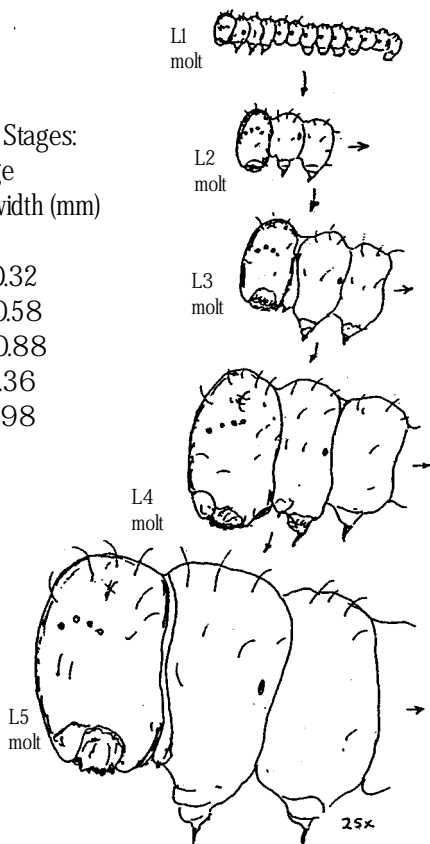 L1
molt
Stages:
ge
width (mm)
0.32
0.58
0.88
.36
98
L2
molt
L3
molt
L4
molt
L5
molt
25x